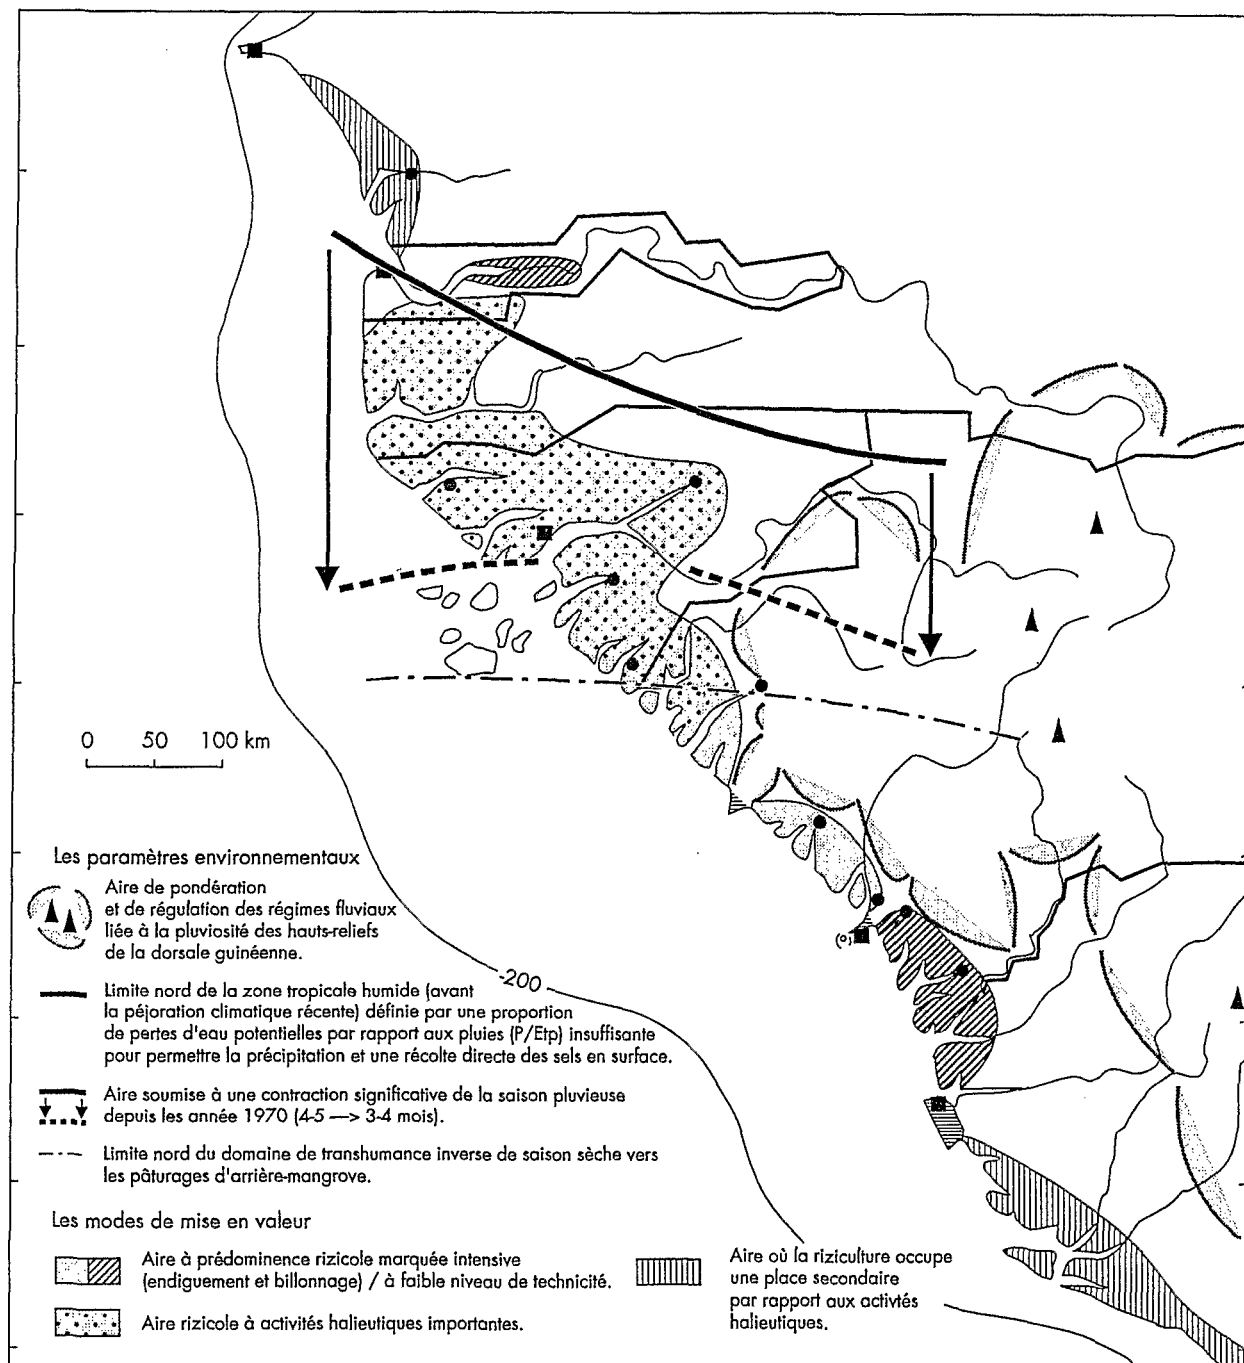 0 50 100 km
Les paramètres environnementaux
Aire de pondération
et de régulation des régimes fluviaux
liée à la pluviosité des hauts-reliefs
de la dorsale guinéenne.
-200
Limite nord de la zone tropicale humide (avant
la péjoration climatique récente) définie par une proportion
de pertes d'eau potentielles par rapport aux pluies (P/Etp) insuffisante
pour permettre la précipitation et une récolte directe des sels en surface.
Aire soumise à une contraction significative de la saison pluvieuse
depuis les année 1970 (4-5 —> 3-4 mois).
Limite nord du domaine de transhumance inverse de saison sèche vers
les pâturages d'arrière-mangrove.
Les modes de mise en valeur
Aire à prédominence rizicole marquée intensive
(endiguement et billonnage) / à faible niveau de technicité.
Aire rizicole à activités halieutiques importantes.
Aire où la riziculture occupe
une place secondaire
par rapport aux activtés
halieutiques.